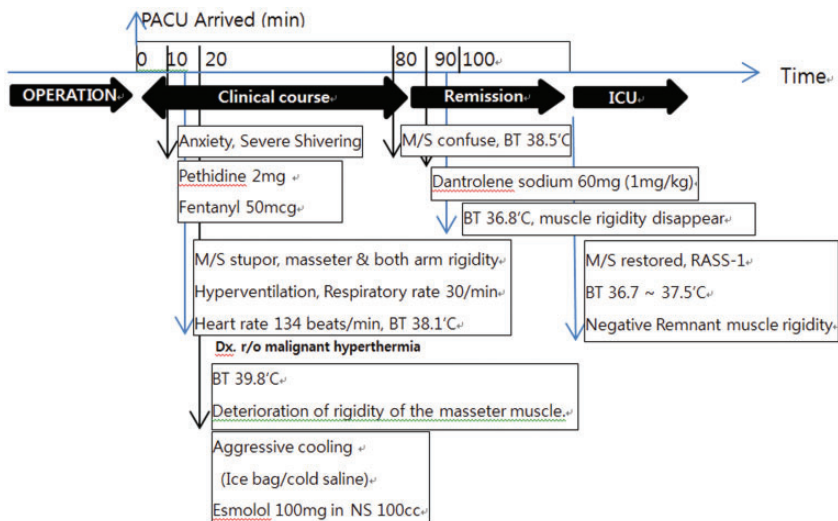 PACU Arrived (min)
0 10 20 80 90 100
Time
OPERATION
Clinical course
Remission
ICU
Anxiety, Severe Shivering
Pethidine 2mg
Fentanyl 50mcg
M/S stupor, masseter & both arm rigidity
Hyperventilation, Respiratory rate 30/min
Heart rate 134 beats/min, BT 38.1'C
Dx. r/o malignant hyperthermia
BT 39.8'C
Deterioration of rigidity of the masseter muscle.
Aggressive cooling
(Ice bag/cold saline)
Esmolol 100mg in NS 100cc
M/S confuse, BT 38.5'C
Dantrolene sodium 60mg (1mg/kg)
BT 36.8'C, muscle rigidity disappear
M/S restored, RASS-1
BT 36.7 ~ 37.5'C
Negative Remnant muscle rigidity